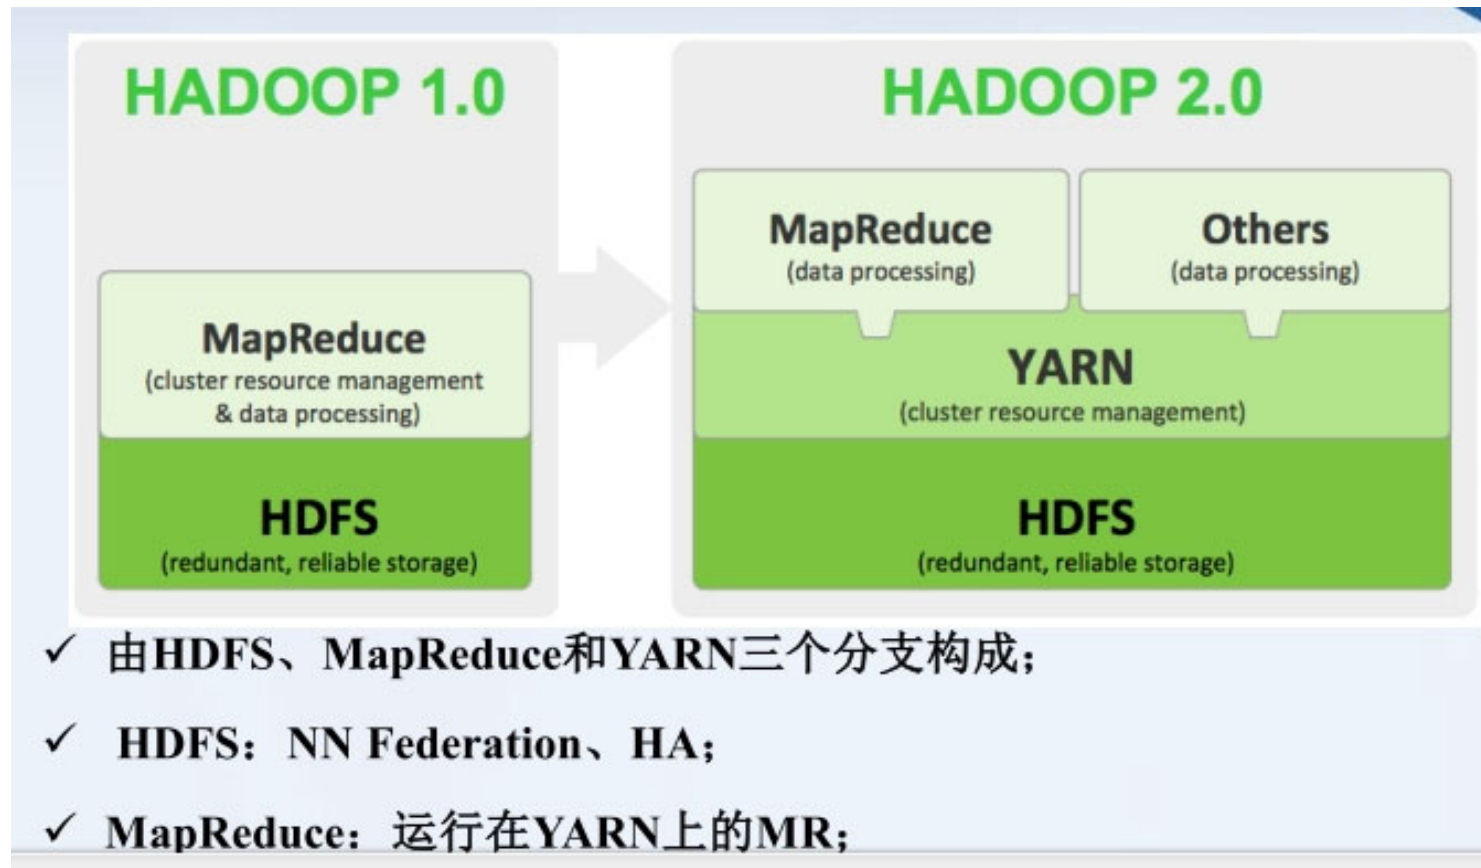 HADOOP 1.0
MapReduce
(cluster resource management
& data processing)
HDFS
(redundant, reliable storage)
HADOOP 2.0
MapReduce
(data processing)
Others
(data processing)
YARN
(cluster resource management)
HDFS
(redundant, reliable storage)
✓ 由HDFS、MapReduce和YARN三个分支构成；
✓ HDFS：NN Federation、HA；
✓ MapReduce：运行在YARN上的MR；